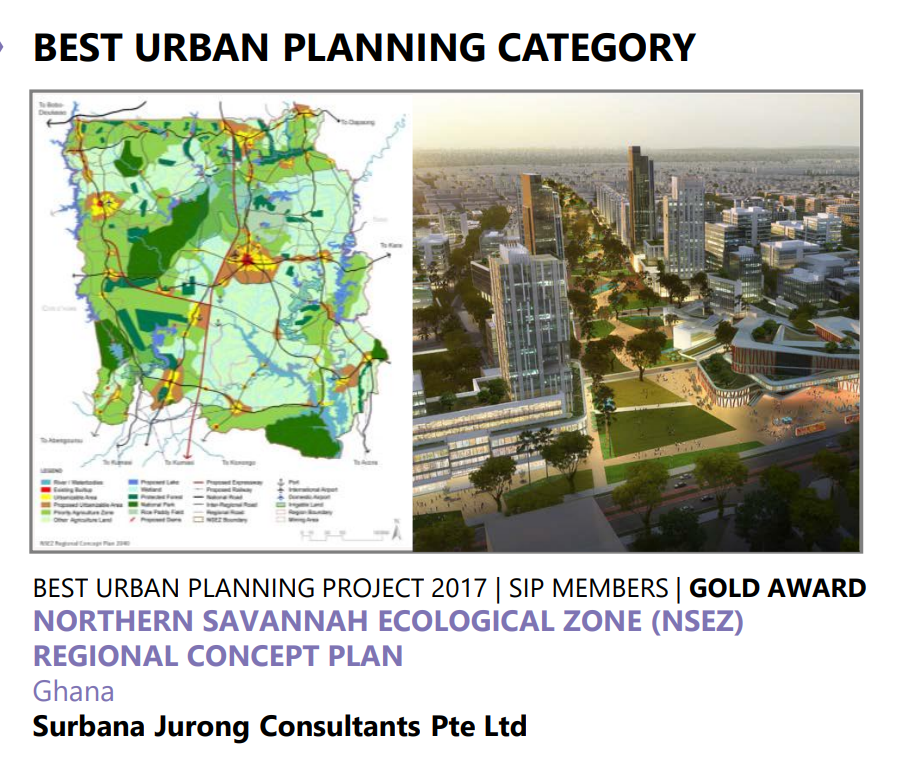 BEST URBAN PLANNING CATEGORY
To Bobo-
Dioulasso
To Dapaong
Togo
To Kara
To Abengourou
To Kumasi
To Kumasi
To Konongo
To Accra
LEGEND
River / Waterbodies
Existing Builtup
Urbanizable Area
Proposed Urbanizable Area
Priority Agriculture Zone
Other Agriculture Land
Proposed Lake
Wetland
Protected Forest
National Park
Rice Paddy Field
Proposed Dams
Proposed Expressway
Proposed Railway
National Road
Inter-Regional Road
Regional Road
NSEZ Boundary
Port
International Airport
Domestic Airport
Irrigable Land
Region Boundary
Mining Area
N
NSEZ Regional Concept Plan 2040
BEST URBAN PLANNING PROJECT 2017 | SIP MEMBERS | GOLD AWARD
NORTHERN SAVANNAH ECOLOGICAL ZONE (NSEZ)
REGIONAL CONCEPT PLAN
Ghana
Surbana Jurong Consultants Pte Ltd